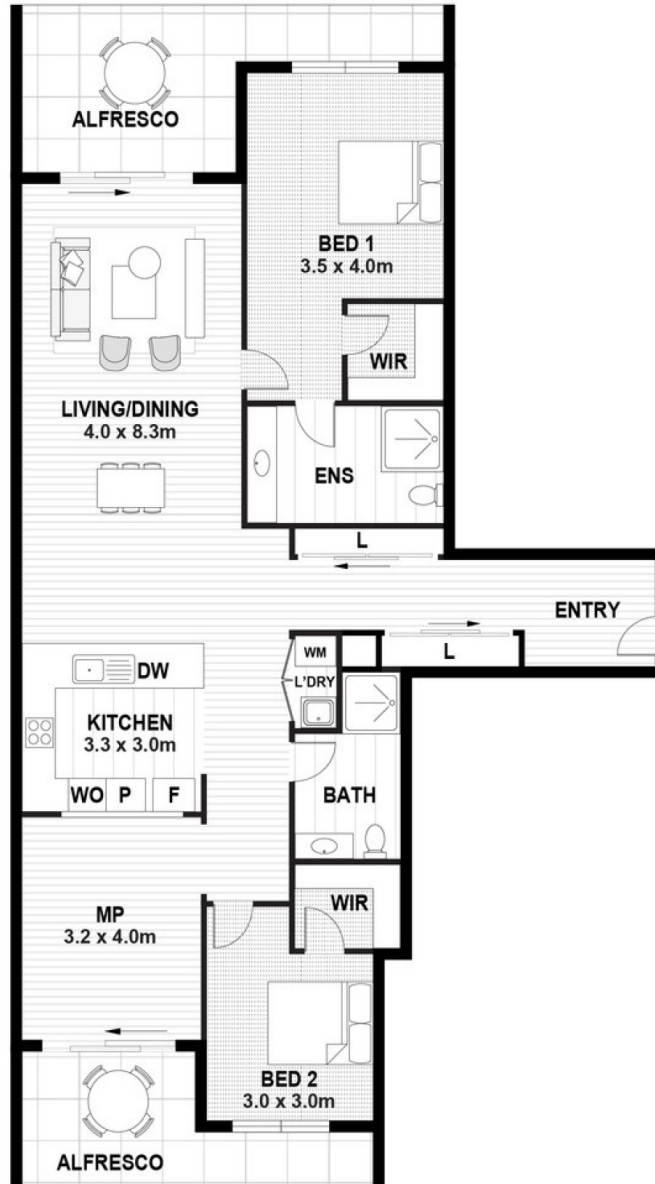 ALFRESCO
BED 1
3.5 x 4.0m
WIR
LIVING/DINING
4.0 x 8.3m
ENS
L
ENTRY
L
WM
L'DRY
DW
KITCHEN
3.3 x 3.0m
WO P F
BATH
WIR
MP
3.2 x 4.0m
BED 2
3.0 x 3.0m
ALFRESCO